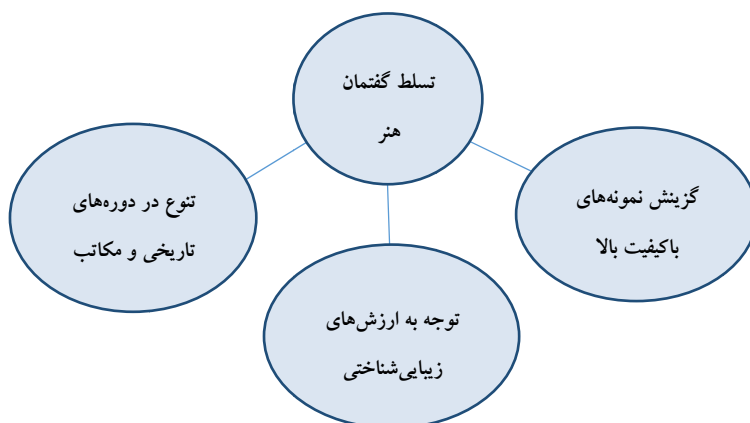 تسلط گفتمان
هنر
گزینش نمونه‌های
باکیفیت بالا
تنوع در دوره‌های
تاریخی و مکاتب
توجه به ارزش‌های
زیبایی‌شناختی